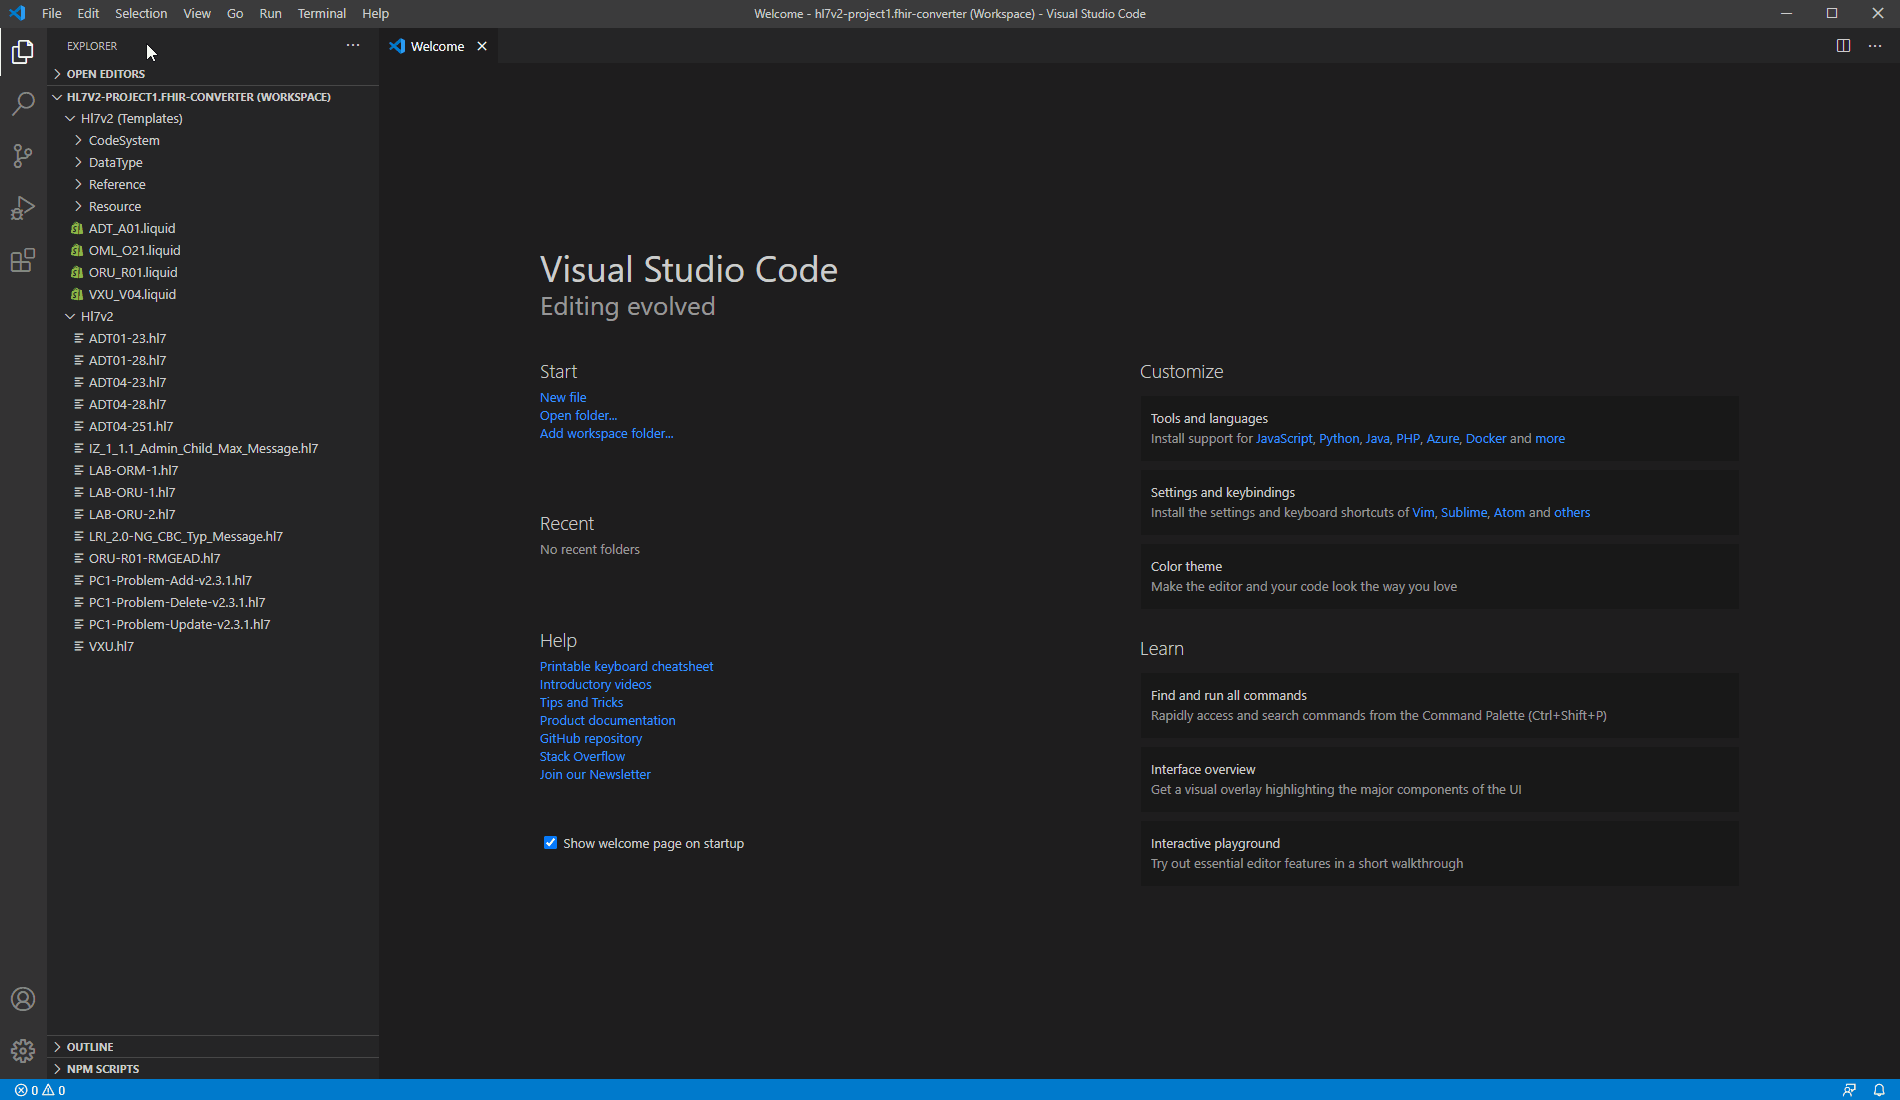 File Edit Selection View Go Run Terminal Help
Welcome - hl7v2-project1.fhir-converter (Workspace) - Visual Studio Code
EXPLORER
Welcome
OPEN EDITORS
HL7V2-PROJECT1.FHIR-CONVERTER (WORKSPACE)
Hl7v2 (Templates)
CodeSystem
DataType
Reference
Resource
ADT_A01.liquid
OML_O21.liquid
ORU_R01.liquid
VXU_V04.liquid
Hl7v2
ADT01-23.hl7
ADT01-28.hl7
ADT04-23.hl7
ADT04-28.hl7
ADT04-251.hl7
IZ_1_1.1_Admin_Child_Max_Message.hl7
LAB-ORM-1.hl7
LAB-ORU-1.hl7
LAB-ORU-2.hl7
LRI_2.0-NG_CBC_Typ_Message.hl7
ORU-R01-RMGEAD.hl7
PC1-Problem-Add-v2.3.1.hl7
PC1-Problem-Delete-v2.3.1.hl7
PC1-Problem-Update-v2.3.1.hl7
VXU.hl7
OUTLINE
NPM SCRIPTS
Visual Studio Code
Editing evolved
Start
New file
Open folder...
Add workspace folder...
Recent
No recent folders
Help
Printable keyboard cheatsheet
Introductory videos
Tips and Tricks
Product documentation
GitHub repository
Stack Overflow
Join our Newsletter
Show welcome page on startup
Customize
Tools and languages
Install support for JavaScript, Python, Java, PHP, Azure, Docker and more
Settings and keybindings
Install the settings and keyboard shortcuts of Vim, Sublime, Atom and others
Color theme
Make the editor and your code look the way you love
Learn
Find and run all commands
Rapidly access and search commands from the Command Palette (Ctrl+Shift+P)
Interface overview
Get a visual overlay highlighting the major components of the UI
Interactive playground
Try out essential editor features in a short walkthrough
0 0